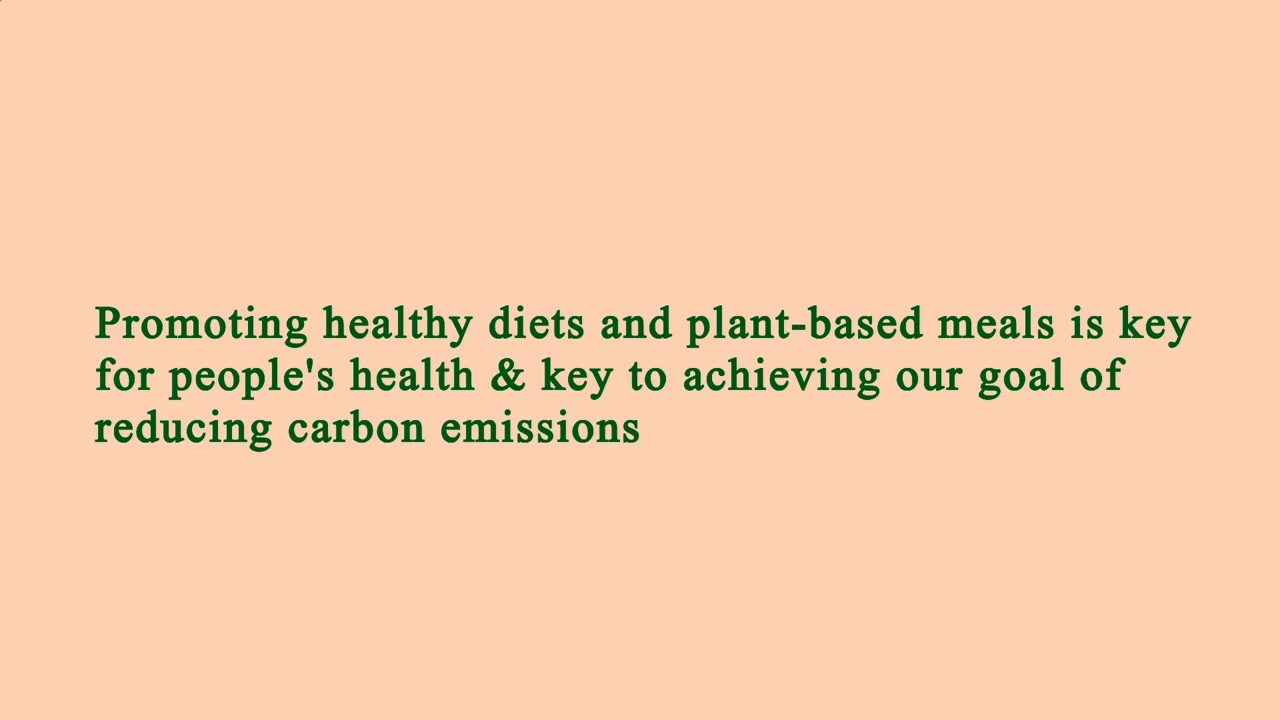 Promoting healthy diets and plant-based meals is key
for people's health & key to achieving our goal of
reducing carbon emissions